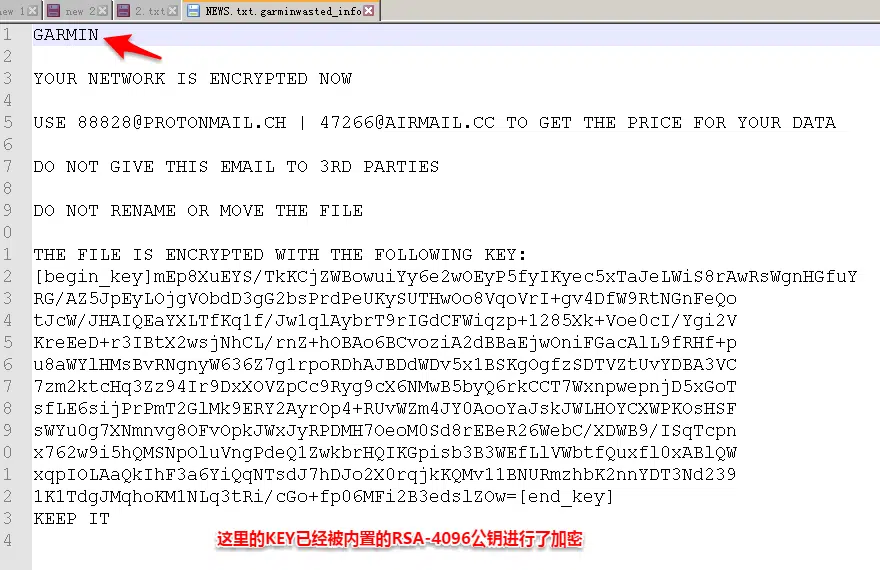 new 1 new 2 2.txt NEWS.txt.garminwasted_info
1 GARMIN
2
3 YOUR NETWORK IS ENCRYPTED NOW
4
5 USE 88828@PROTONMAIL.CH | 47266@AIRMAIL.CC TO GET THE PRICE FOR YOUR DATA
6
7 DO NOT GIVE THIS EMAIL TO 3RD PARTIES
8
9 DO NOT RENAME OR MOVE THE FILE
0
1 THE FILE IS ENCRYPTED WITH THE FOLLOWING KEY:
2 [begin_key]mEp8XuEYS/TkKCjZWBowuiYy6e2wOEyP5fyIKyec5xTaJeLWiS8rAwRsWgnHGfuY
3 RG/AZ5JpEyLOjgVObdD3gG2bsPrdPeUKySUTHwOo8VqoVrI+gv4DfW9RtNGnFeQo
4 tJcW/JHAIQEaYXLTfKq1f/Jw1qlAybrT9rIGdCFWiqzp+1285Xk+Voe0cI/Ygi2V
5 KreEeD+r3IBtX2wsjNhCL/rnZ+hOBAo6BCvoziA2dBBaEjwOniFGacAlL9fRHf+p
6 u8aWYlHMsBvRNgnyW636Z7g1rpoRDhAJBDdWDv5x1BSKgOgfzSDTVZtUvYDBA3VC
7 7zm2ktcHq3Zz94Ir9DxXOVZpCc9Ryg9cX6NMwB5byQ6rkCCT7WxnpwepnjD5xGoT
8 sfLE6sijPrPmT2GlMk9ERY2AyrOp4+RUvWZm4JY0AooYaJskJWLHOYCXWPKOsHSF
9 sWYu0g7XNmnvg8OFvOpkJWxJyRPDMH7OeoM0Sd8rEBeR26WebC/XDWB9/ISqTcpn
0 x762w9i5hQMSNpOluVngPdeQ1ZwkbrHQIKGpisb3B3WEfLlVWbtfQuxfl0xABlQW
1 xqpIOLAaQkIhF3a6YiQqNTsdJ7hDJo2X0rqjkKQMv11BNURmzhbK2nnYDT3Nd239
2 1K1TdgJMqhoKM1NLq3tRi/cGo+fp06MFi2B3edslZOw=[end_key]
3 KEEP IT
4 这里的KEY已经被内置的RSA-4096公钥进行了加密